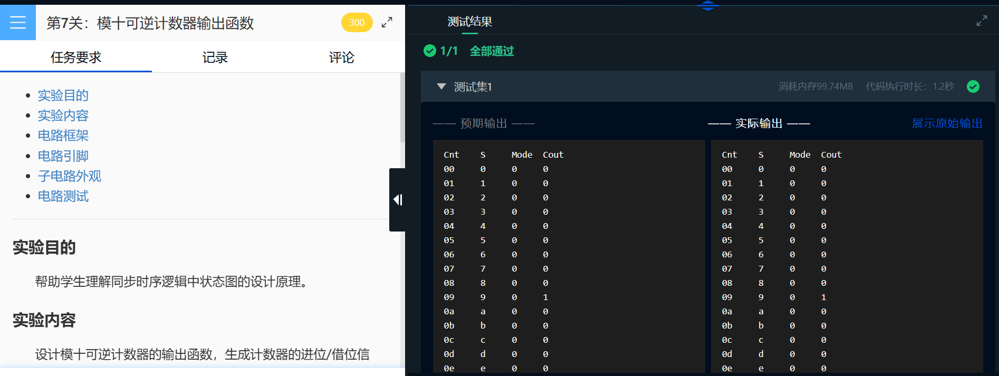 第7关：模十可逆计数器输出函数
300
任务要求
记录
评论
实验目的
实验内容
电路框架
电路引脚
子电路外观
电路测试
实验目的
帮助学生理解同步时序逻辑中状态图的设计原理。
实验内容
设计模十可逆计数器的输出函数，生成计数器的进位/借位信
测试结果
1/1 全部通过
测试集1
消耗内存99.74MB 代码执行时长：1.2秒
—— 预期输出 ——
Cnt S Mode Cout
00 0 0 0
01 1 0 0
02 2 0 0
03 3 0 0
04 4 0 0
05 5 0 0
06 6 0 0
07 7 0 0
08 8 0 0
09 9 0 1
0a a 0 0
0b b 0 0
0c c 0 0
0d d 0 0
0e e 0 0
—— 实际输出 ——
展示原始输出
Cnt S Mode Cout
00 0 0 0
01 1 0 0
02 2 0 0
03 3 0 0
04 4 0 0
05 5 0 0
06 6 0 0
07 7 0 0
08 8 0 0
09 9 0 1
0a a 0 0
0b b 0 0
0c c 0 0
0d d 0 0
0e e 0 0